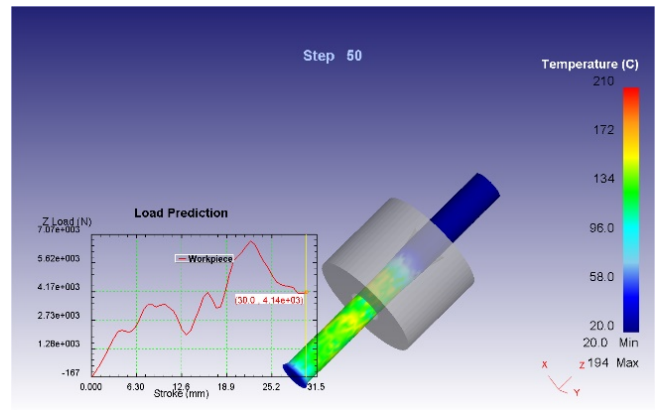 Step 50
Temperature (C)
210
172
134
96.0
58.0
20.0
20.0 Min
194 Max
Load Prediction
Z Load (N)
7.07e+003
5.62e+003
4.17e+003
2.73e+003
1.28e+003
-167
Workpiece
(30.0 , 4.14e+03)
0.000 6.30 12.6 18.9 25.2 31.5
Stroke (mm)
X Z
Y